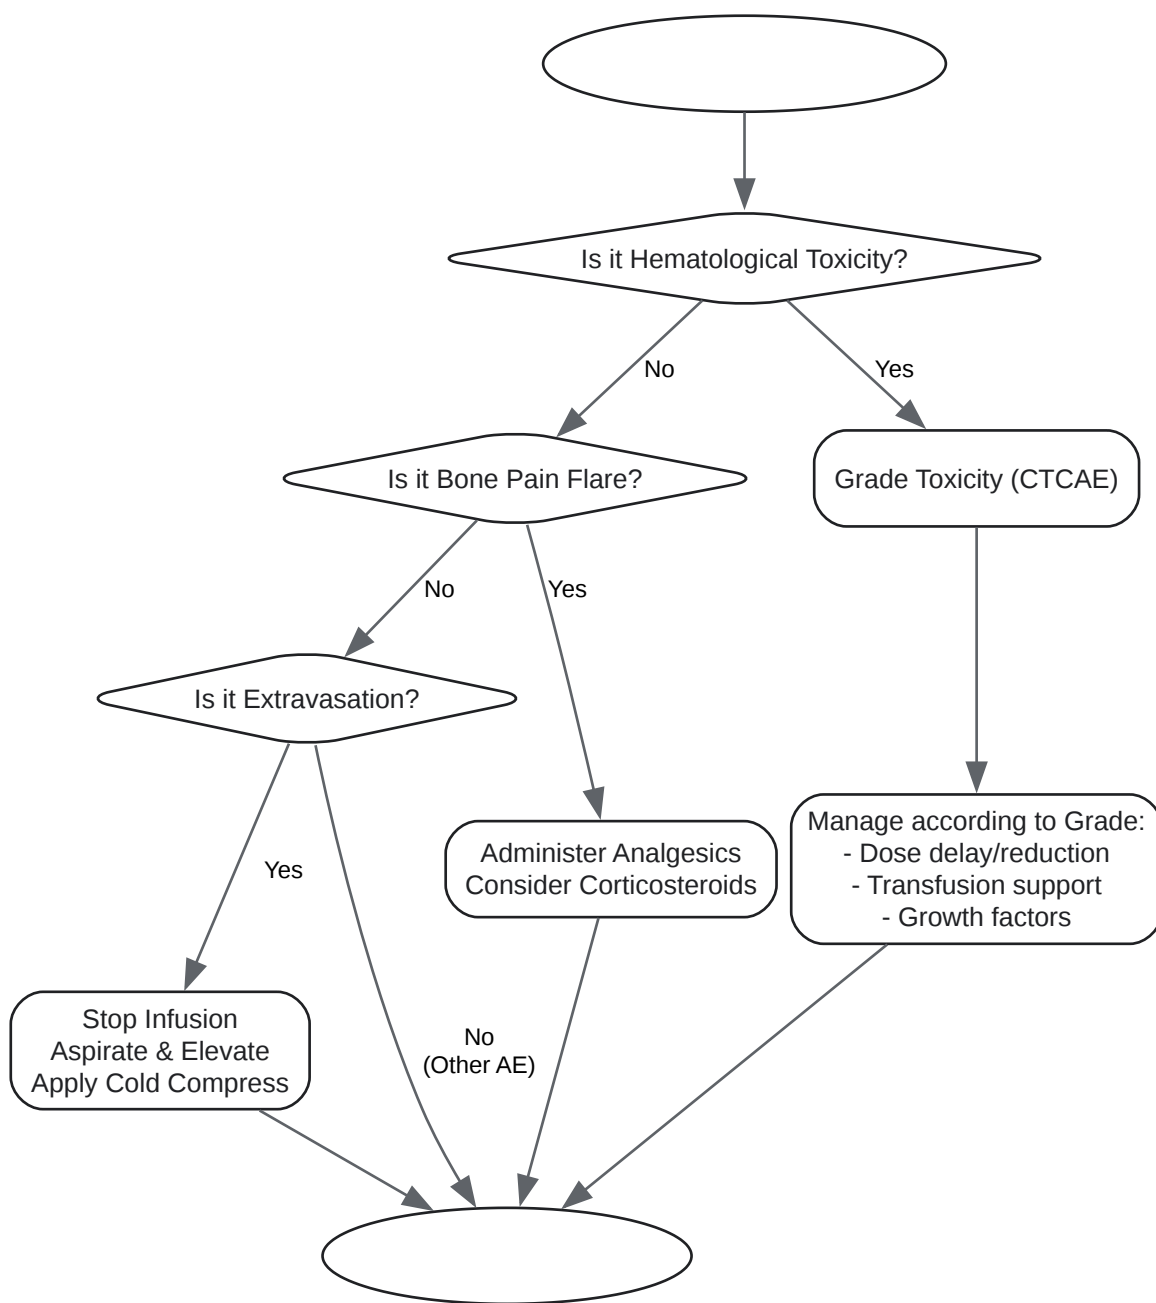 Is it Hematological Toxicity?
No
Yes
Is it Bone Pain Flare?
Grade Toxicity (CTCAE)
No
Yes
Is it Extravasation?
Manage according to Grade:
- Dose delay/reduction
- Transfusion support
- Growth factors
Administer Analgesics
Consider Corticosteroids
Yes
Stop Infusion
Aspirate & Elevate
Apply Cold Compress
No
(Other AE)